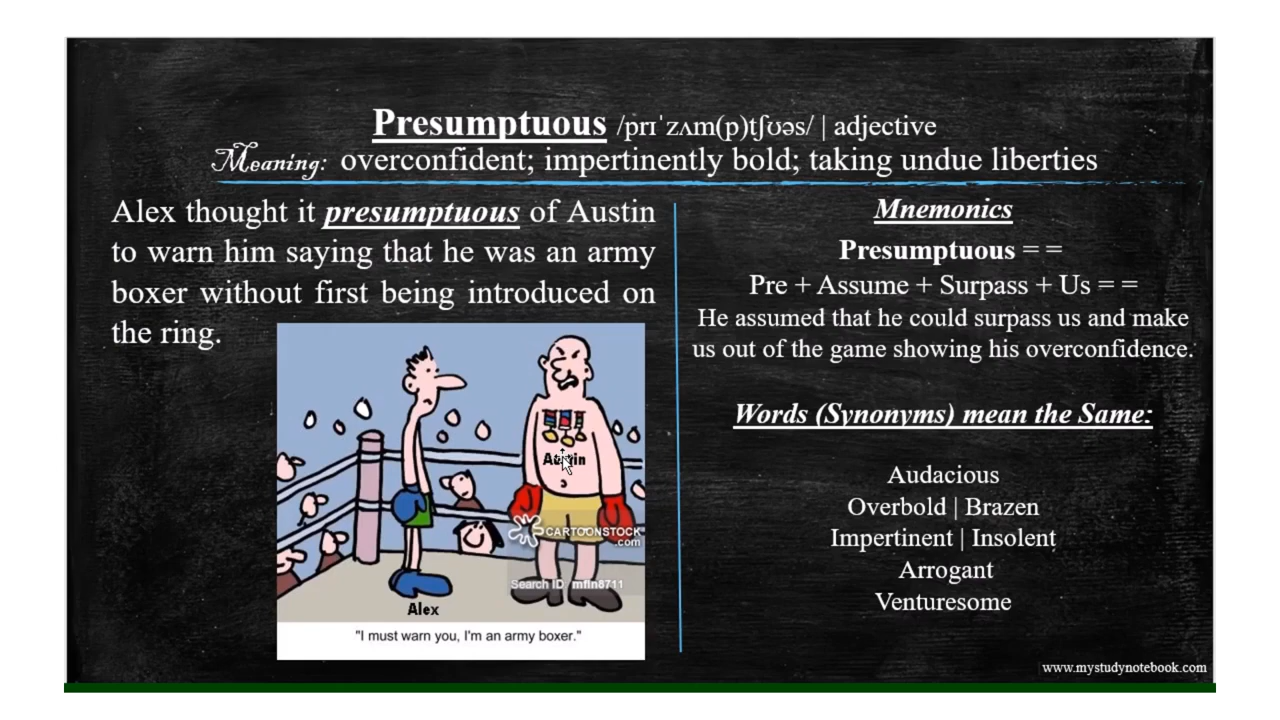 Presumptuous /prɪˈzʌm(p)tʃʊəs/ | adjective
Meaning: overconfident; impertinently bold; taking undue liberties
Alex thought it presumptuous of Austin
to warn him saying that he was an army
boxer without first being introduced on
the ring.
Austin
CARTOONSTOCK
.com
Search ID mfln8711
Alex
"I must warn you, I'm an army boxer."
Mnemonics
Presumptuous = =
Pre + Assume + Surpass + Us = =
He assumed that he could surpass us and make
us out of the game showing his overconfidence.
Words (Synonyms) mean the Same:
Audacious
Overbold | Brazen
Impertinent | Insolent
Arrogant
Venturesome
www.mystudynotebook.com